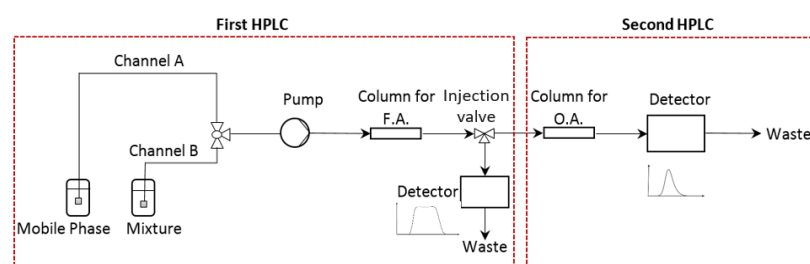 First HPLC
Second HPLC
Channel A
Pump
Column for
F.A.
Injection
valve
Column for
O.A.
Detector
Waste
Channel B
Detector
Mobile Phase
Mixture
Waste